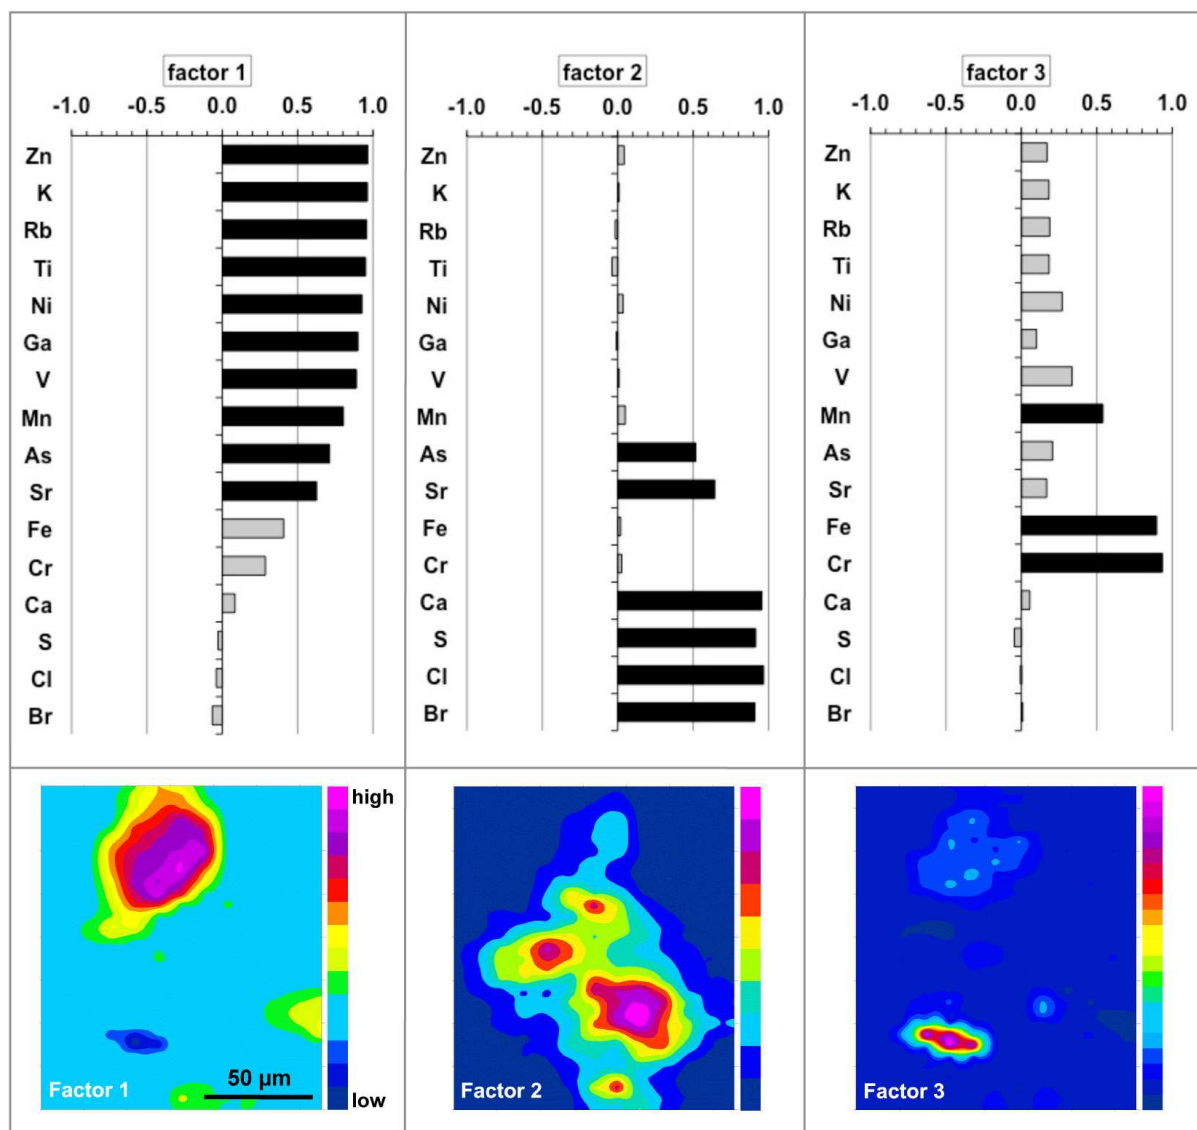 factor 1
-1.0 -0.5 0.0 0.5 1.0
Zn
K
Rb
Ti
Ni
Ga
V
Mn
As
Sr
Fe
Cr
Ca
S
Cl
Br
factor 2
-1.0 -0.5 0.0 0.5 1.0
Zn
K
Rb
Ti
Ni
Ga
V
Mn
As
Sr
Fe
Cr
Ca
S
Cl
Br
factor 3
-1.0 -0.5 0.0 0.5 1.0
Zn
K
Rb
Ti
Ni
Ga
V
Mn
As
Sr
Fe
Cr
Ca
S
Cl
Br
high
Factor 1
50 µm
low
Factor 2
Factor 3